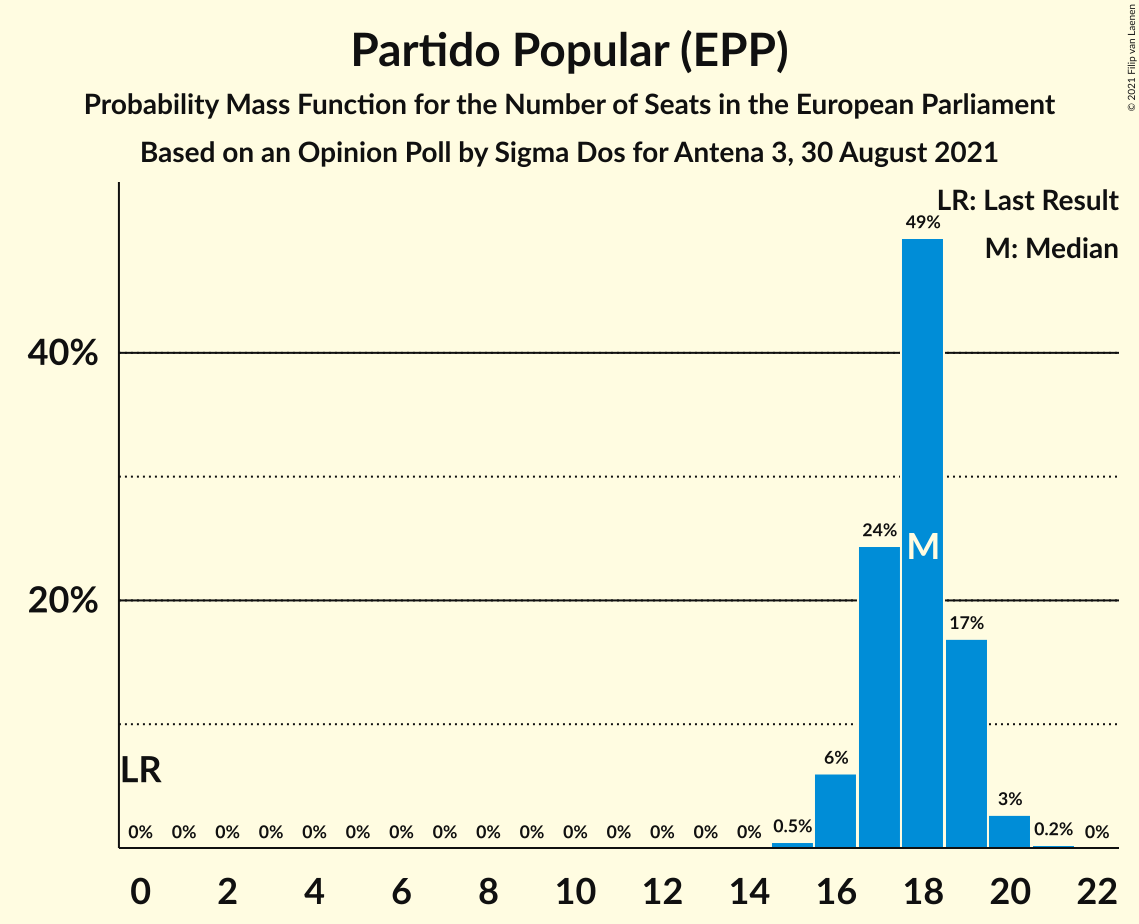 Partido Popular (EPP)
Probability Mass Function for the Number of Seats in the European Parliament
Based on an Opinion Poll by Sigma Dos for Antena 3, 30 August 2021
© 2021 Filip van Laenen
LR: Last Result
M: Median
49%
40%
24%
M
20%
17%
LR
6%
3%
0% 0% 0% 0% 0% 0% 0% 0% 0% 0% 0% 0% 0% 0% 0% 0.5% 0.2% 0%
0 2 4 6 8 10 12 14 16 18 20 22